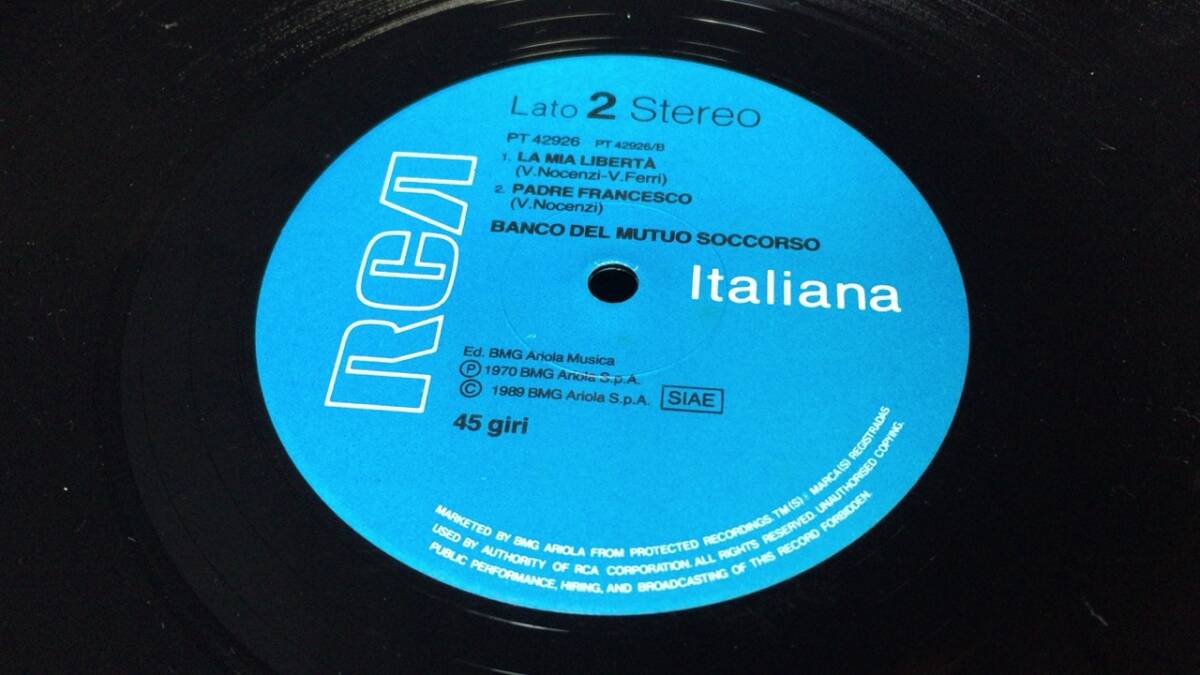 Lato 2 Stereo
PT 42926 PT 42926/B
1. LA MIA LIBERTÀ
(V.Nocenzi-V.Ferri)
2. PADRE FRANCESCO
(V.Nocenzi)
BANCO DEL MUTUO SOCCORSO
RCA
Italiana
Ed. BMG Ariola Musica
Ⓟ 1970 BMG Ariola S.p.A.
© 1989 BMG Ariola S.p.A. SIAE
45 giri
MARKETED BY BMG ARIOLA FROM PROTECTED RECORDINGS. TM(S) ® MARCA(S) REGISTRADAS
USED BY AUTHORITY OF RCA CORPORATION. ALL RIGHTS RESERVED. UNAUTHORISED COPYING.
PUBLIC PERFORMANCE, HIRING, AND BROADCASTING OF THIS RECORD FORBIDDEN.